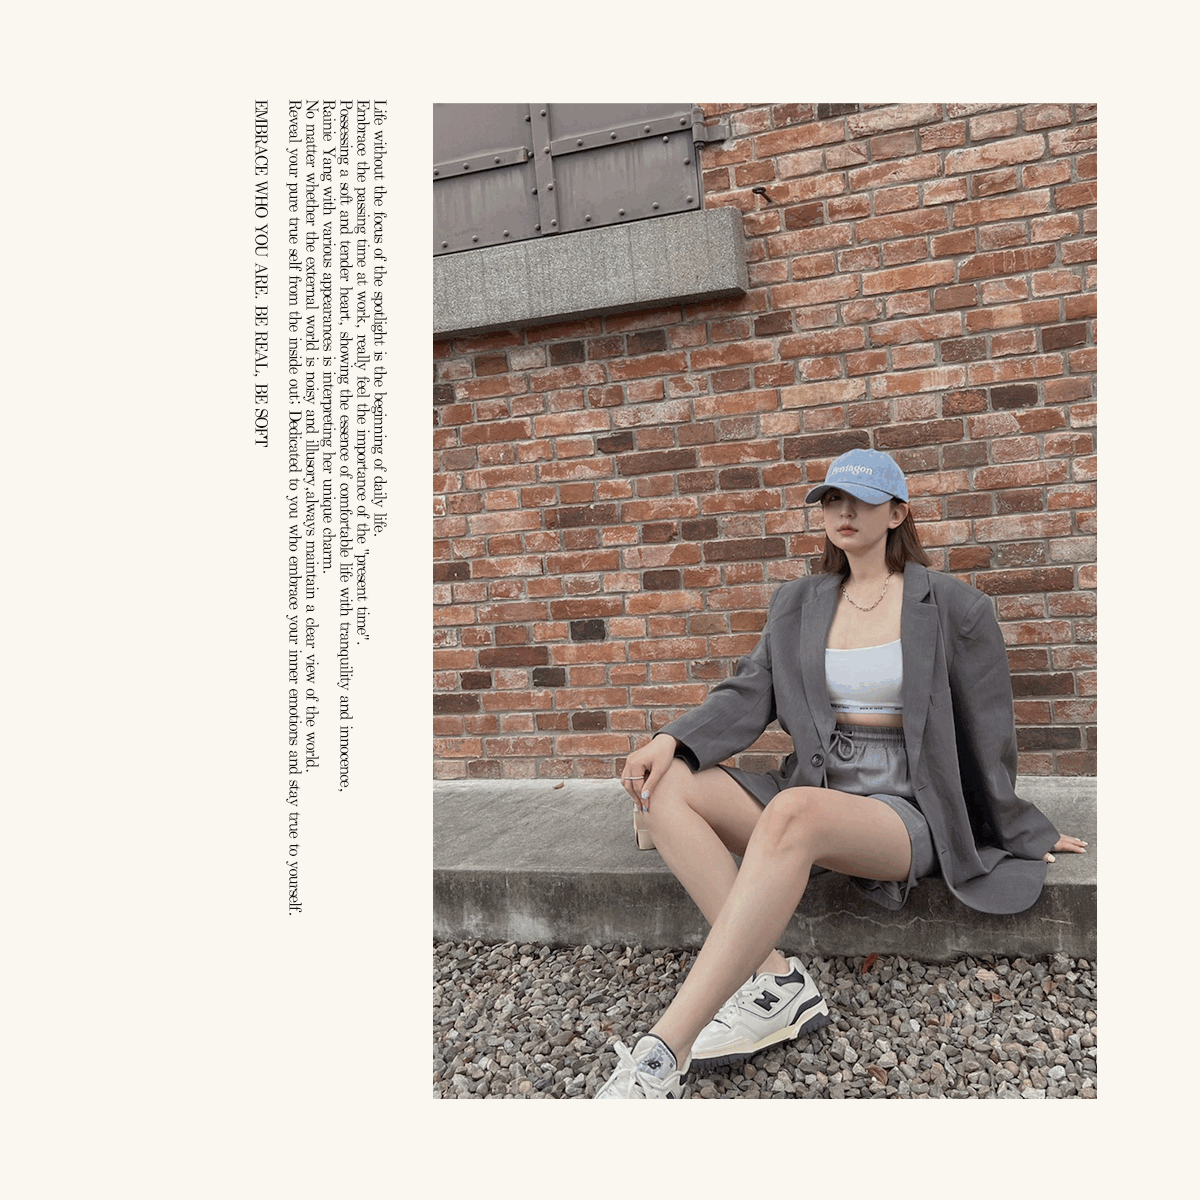 Life without the focus of the spotlight is the beginning of daily life.
Embrace the passing time at work, really feel the importance of the "present time".
Possessing a soft and tender heart, showing the essence of comfortable life with tranquility and innocence,
Rainie Yang with various appearances is interpreting her unique charm.
No matter whether the external world is noisy and illusory,always maintain a clear view of the world.
Reveal your pure true self from the inside out; Dedicated to you who embrace your inner emotions and stay true to yourself.
EMBRACE WHO YOU ARE. BE REAL, BE SOFT
Pentagon